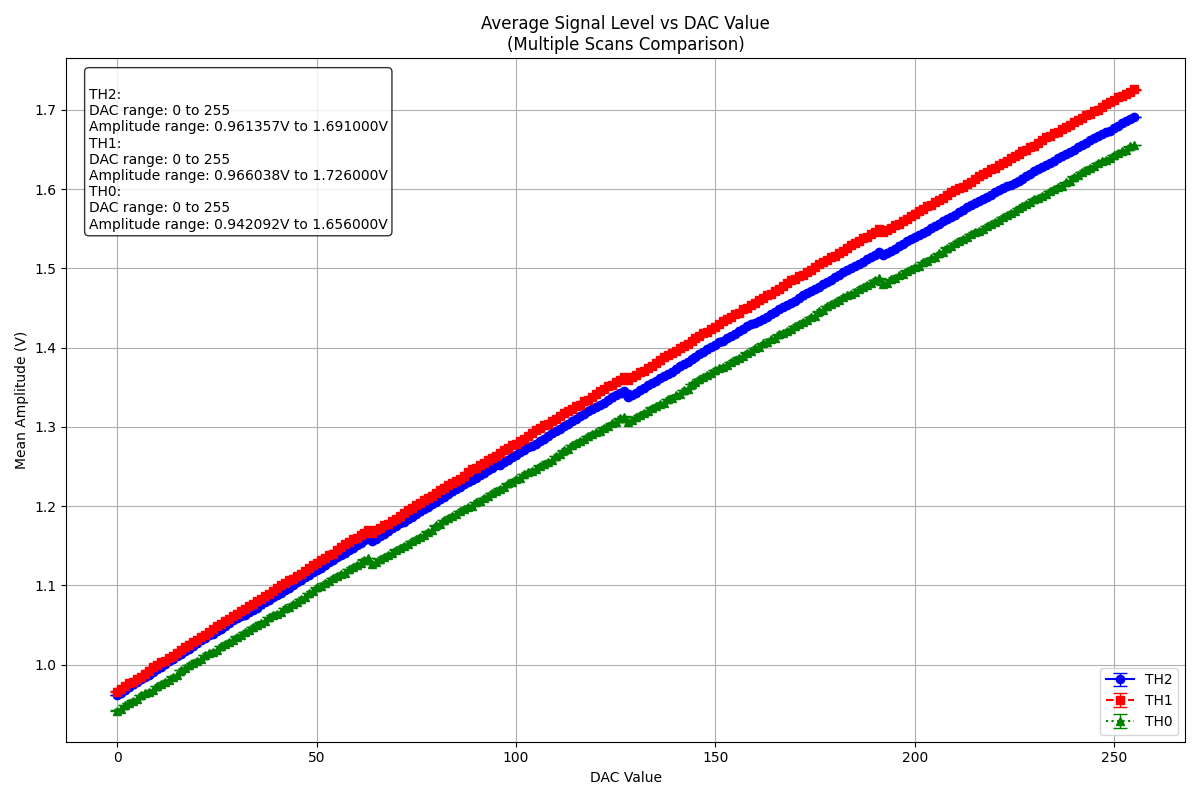 Average Signal Level vs DAC Value
(Multiple Scans Comparison)
TH2:
DAC range: 0 to 255
Amplitude range: 0.961357V to 1.691000V
TH1:
DAC range: 0 to 255
Amplitude range: 0.966038V to 1.726000V
TH0:
DAC range: 0 to 255
Amplitude range: 0.942092V to 1.656000V
Mean Amplitude (V)
1.7
1.6
1.5
1.4
1.3
1.2
1.1
1.0
TH2
TH1
TH0
0 50 100 150 200 250
DAC Value